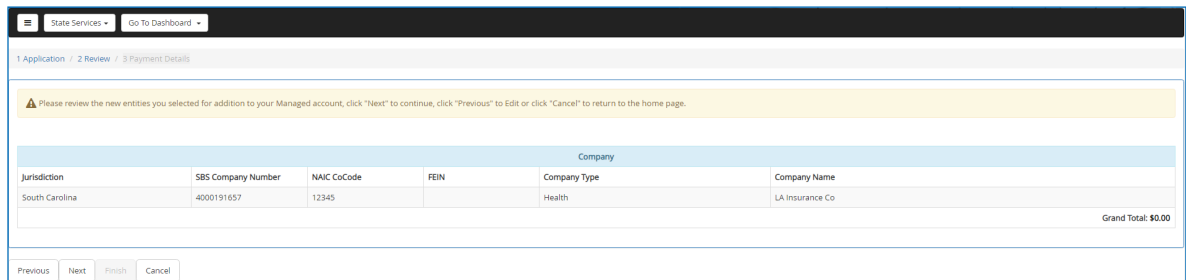 State Services Go To Dashboard
1 Application / 2 Review / 3 Payment Details
Please review the new entities you selected for addition to your Managed account, click "Next" to continue, click "Previous" to Edit or click "Cancel" to return to the home page.
Company
Jurisdiction SBS Company Number NAIC CoCode FEIN Company Type Company Name
South Carolina 4000191657 12345 Health LA Insurance Co
Grand Total: $0.00
Previous Next Finish Cancel